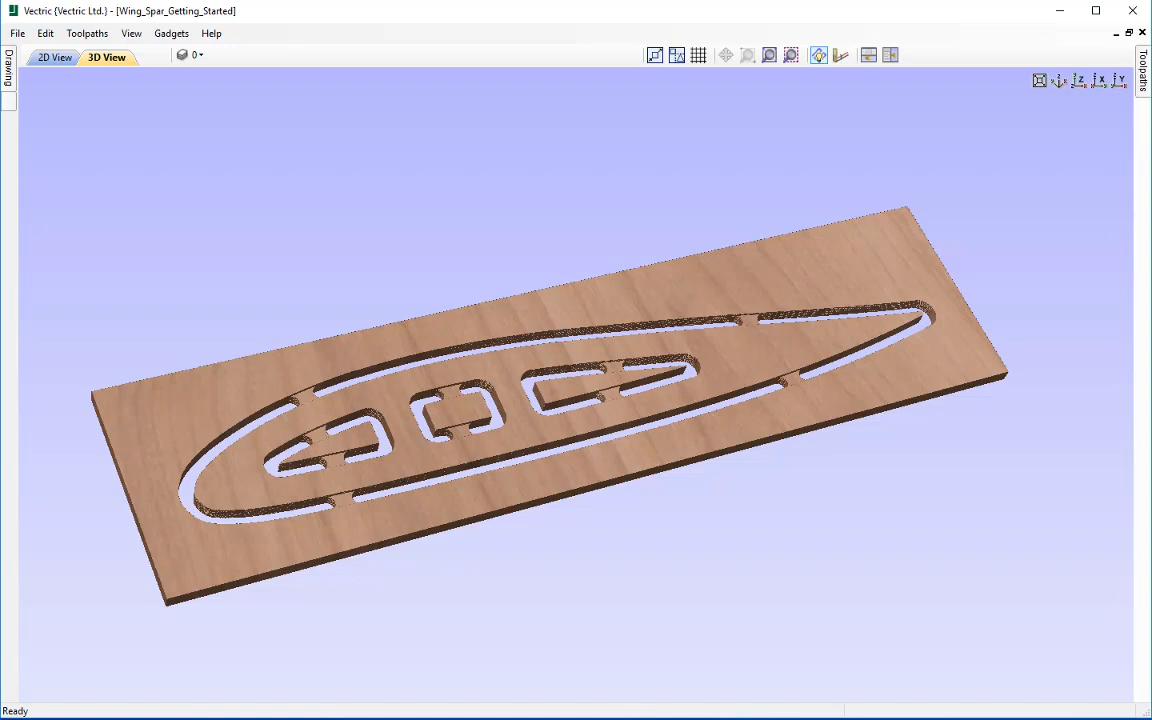 Vectric {Vectric Ltd.} - [Wing_Spar_Getting_Started]
File Edit Toolpaths View Gadgets Help
2D View 3D View 0
Drawing
Toolpaths
Z X Y
Ready